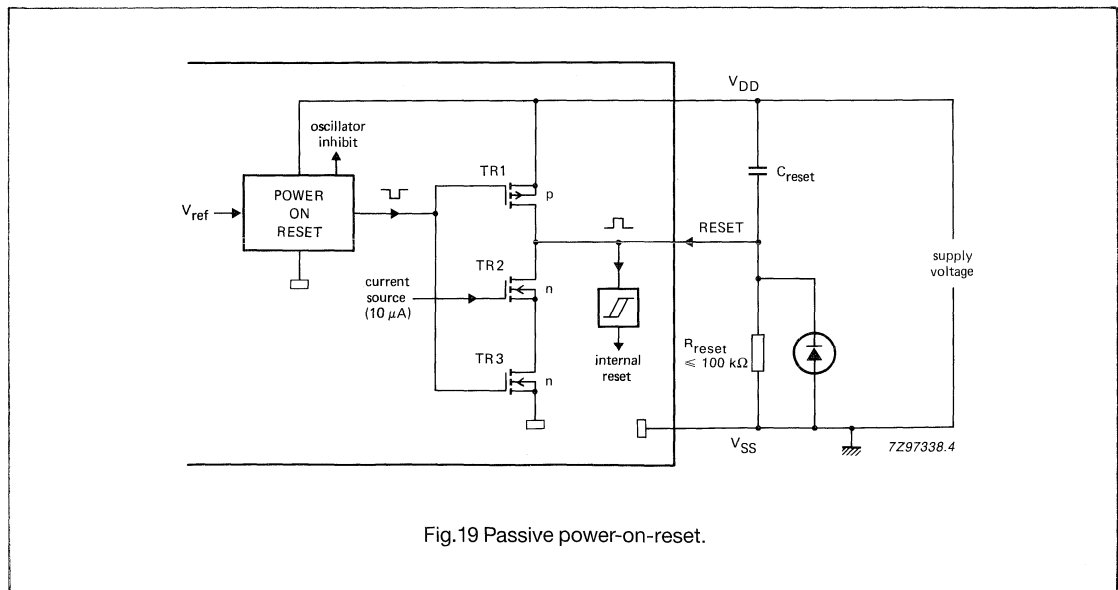 V_DD
oscillator
inhibit
TR1
p
C_reset
POWER
ON
RESET
V_ref
RESET
TR2
n
current
source
(10 μA)
supply
voltage
internal
reset
TR3
n
R_reset
⩽ 100 kΩ
V_SS
7Z97338.4
Fig.19 Passive power-on-reset.